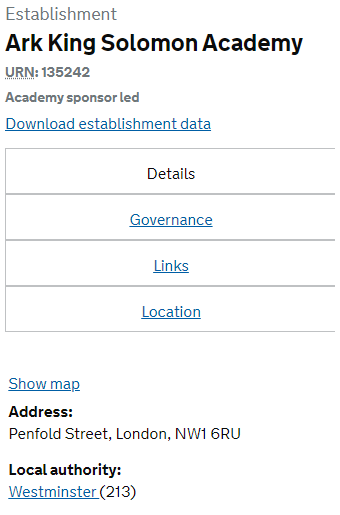 Establishment
Ark King Solomon Academy
URN: 135242
Academy sponsor led
Download establishment data
Details
Governance
Links
Location
Show map
Address:
Penfold Street, London, NW1 6RU
Local authority:
Westminster (213)